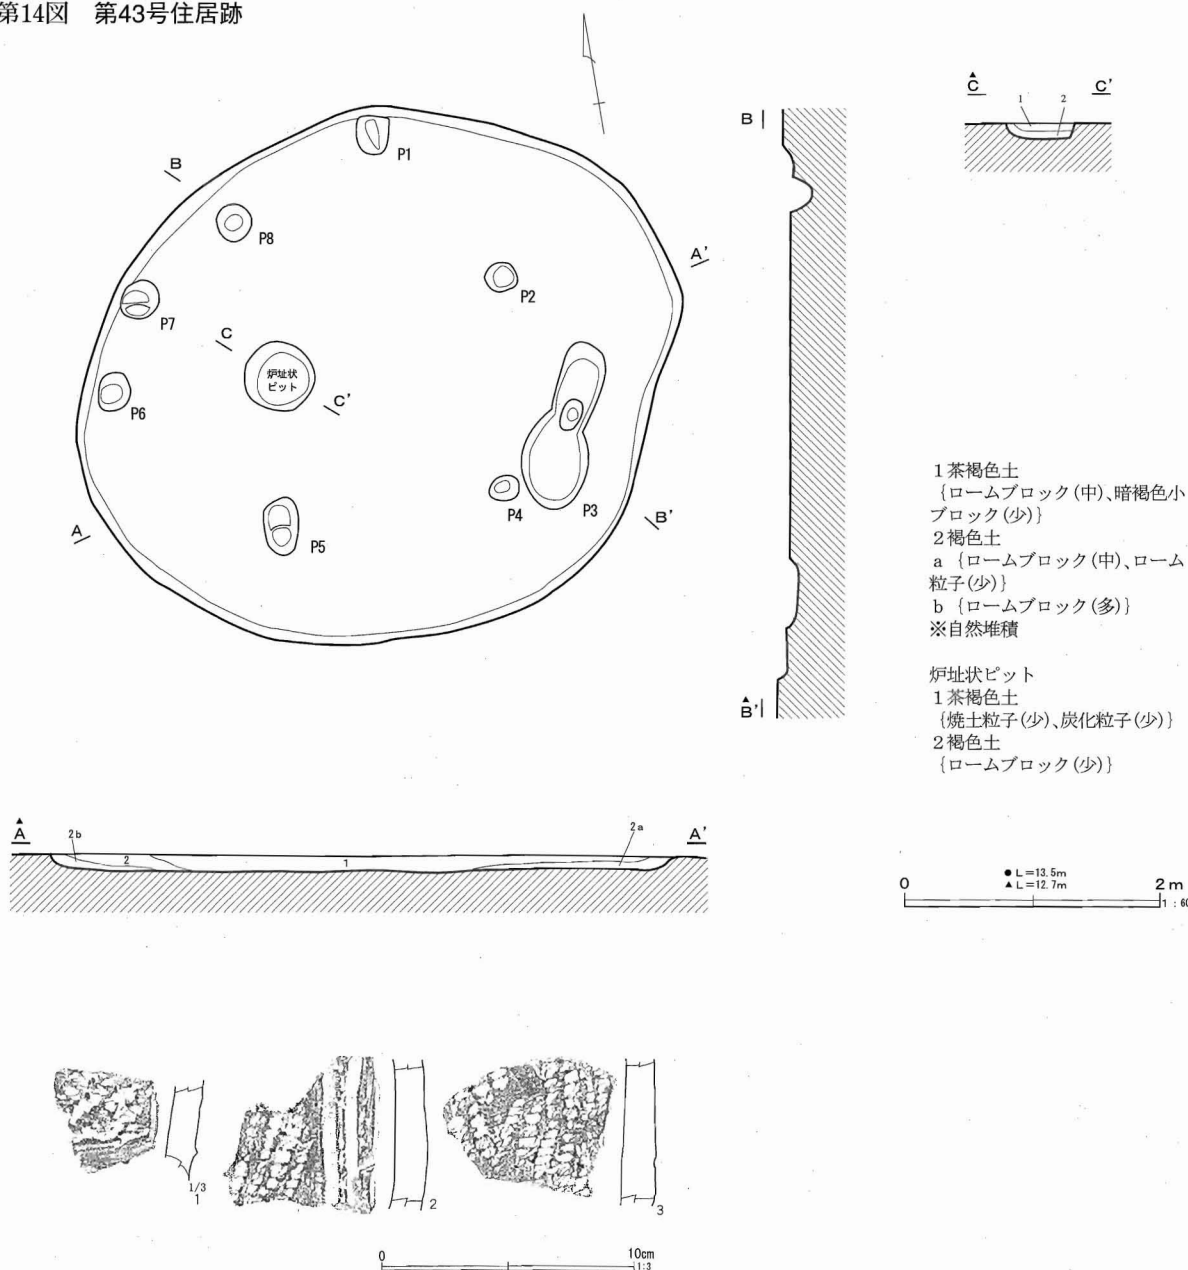 第14図 第43号住居跡
P1
B
P8
P2
A'
P7
C
炉址状
ピット
P6
C'
P4
P3
B'
A
P5
B
B'
C
C'
1
2
1茶褐色土
{ロームブロック(中)、暗褐色小
ブロック(少)}
2褐色土
a {ロームブロック(中)、ローム
粒子(少)}
b {ロームブロック(多)}
※自然堆積
炉址状ピット
1茶褐色土
{焼土粒子(少)、炭化粒子(少)}
2褐色土
{ロームブロック(少)}
A
2b
2
1
2a
A'
●L=13.5m
▲L=12.7m
0
2m
1:60
1/3
1
2
3
0
10cm
1:3